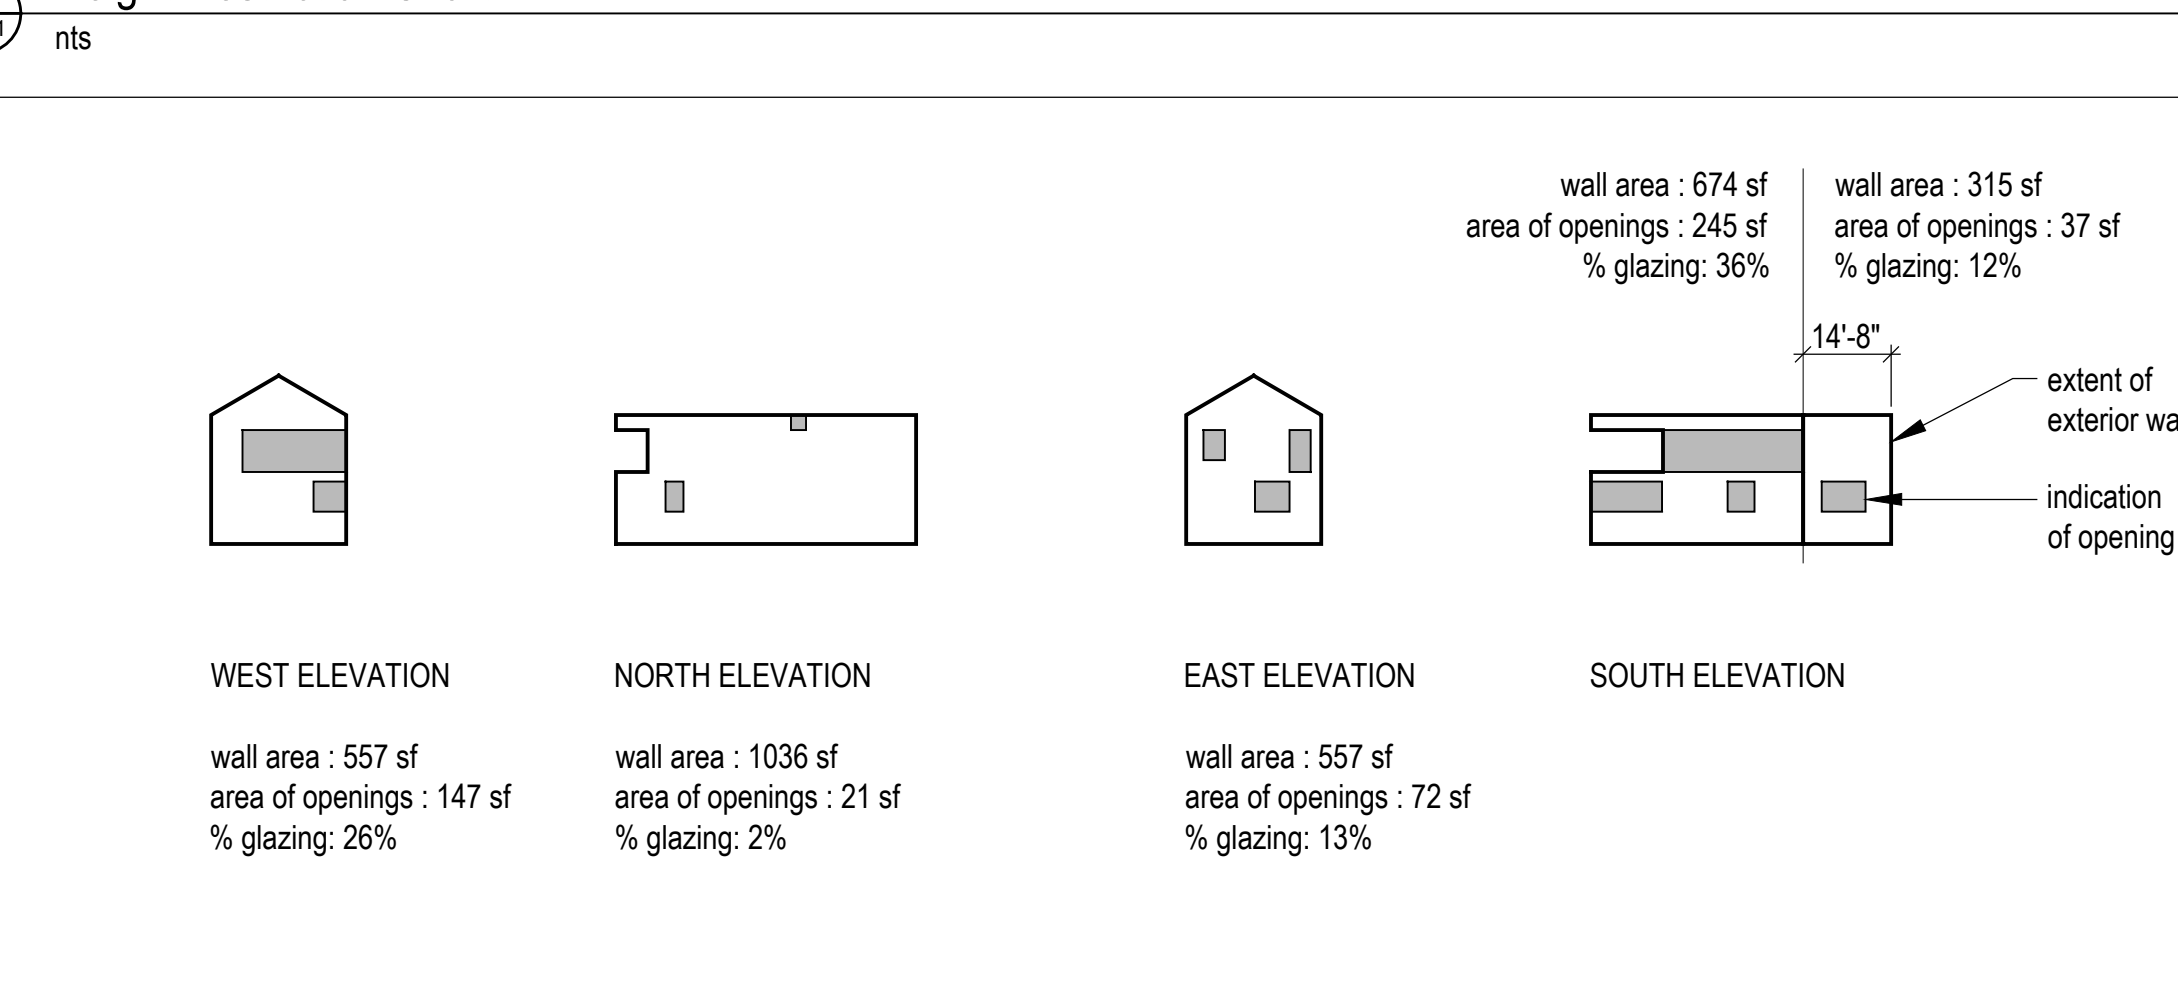 nts
wall area : 674 sf
area of openings : 245 sf
% glazing: 36%
wall area : 315 sf
area of openings : 37 sf
% glazing: 12%
14'-8"
extent of
exterior
indication
of opening
WEST ELEVATION
wall area : 557 sf
area of openings : 147 sf
% glazing: 26%
NORTH ELEVATION
wall area : 1036 sf
area of openings : 21 sf
% glazing: 2%
EAST ELEVATION
wall area : 557 sf
area of openings : 72 sf
% glazing: 13%
SOUTH ELEVATION